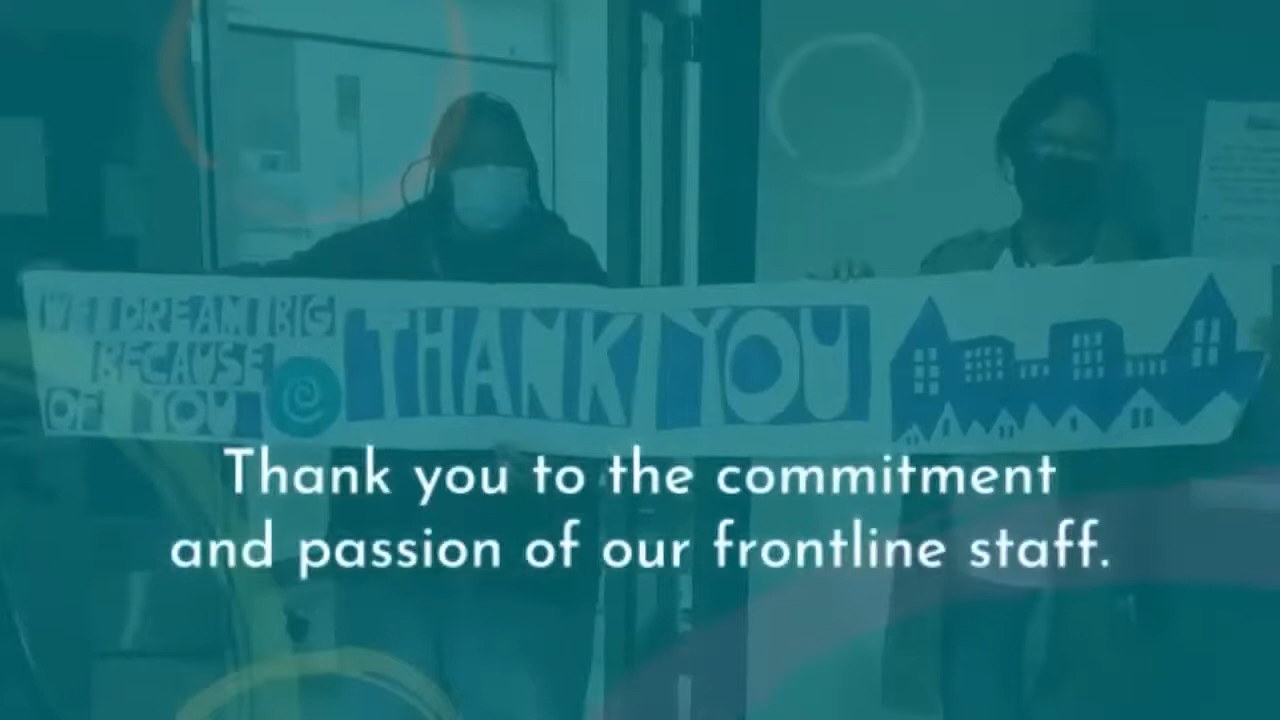 WE DREAM BIG
BECAUSE
OF YOU
THANK YOU
Thank you to the commitment
and passion of our frontline staff.